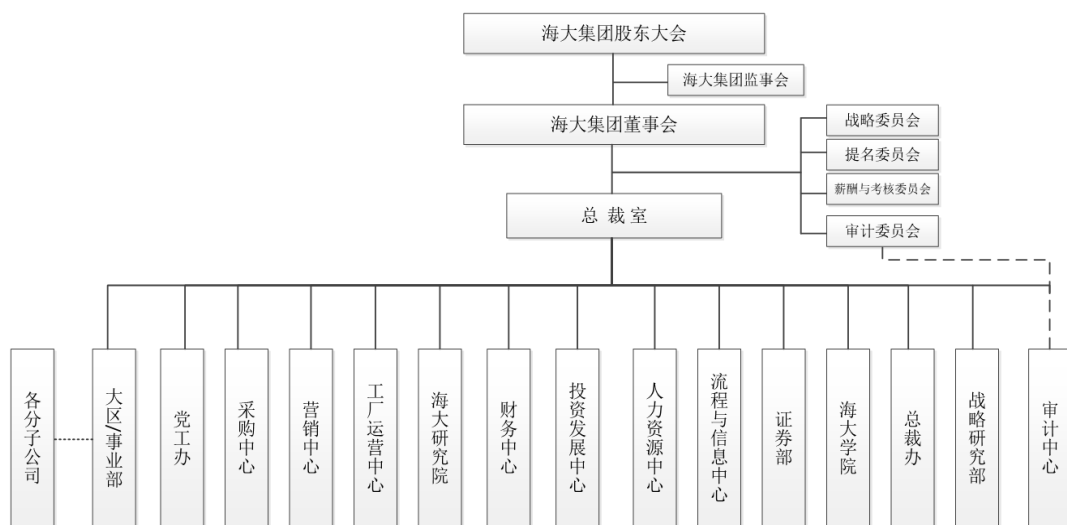 海大集团股东大会
海大集团监事会
海大集团董事会
战略委员会
提名委员会
薪酬与考核委员会
审计委员会
总 裁 室
各分子公司
大区/事业部
党工办
采购中心
营销中心
工厂运营中心
海大研究院
财务中心
投资发展中心
人力资源中心
流程与信息中心
证券部
海大学院
总裁办
战略研究部
审计中心